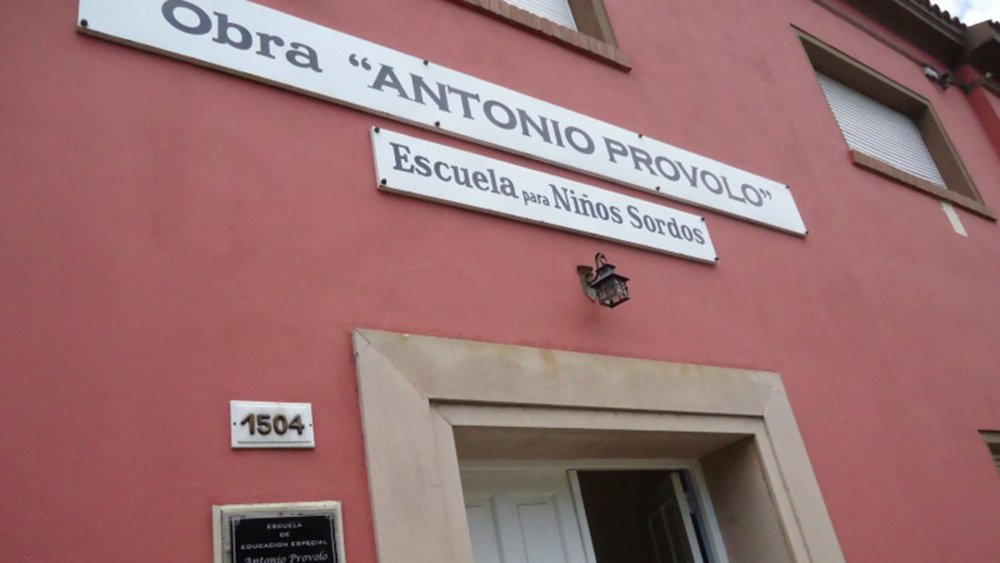 Obra “ANTONIO PROVOLO”
Escuela para Niños Sordos
1504
ESCUELA
DE
EDUCACION ESPECIAL
Antonio Provolo